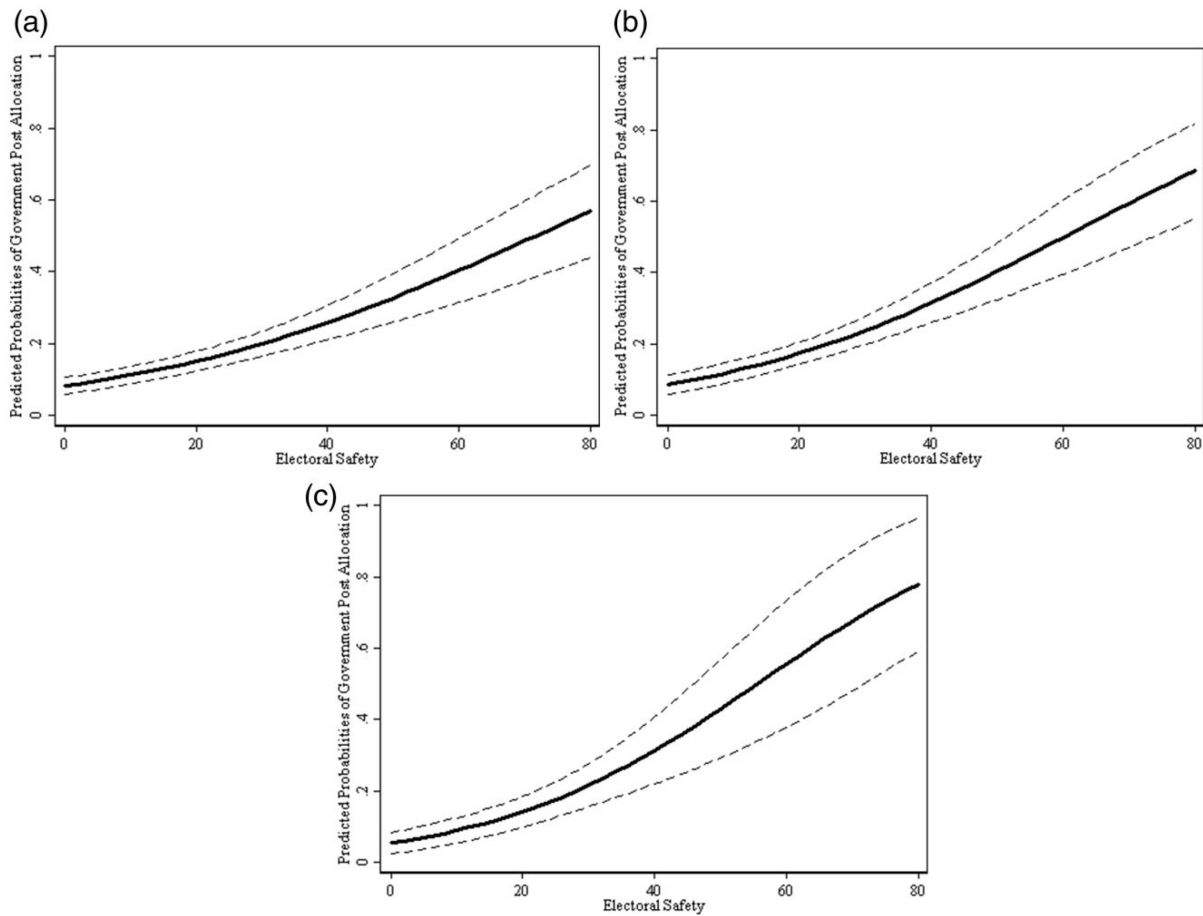 (a)
Predicted Probabilities of Government Post Allocation
1
.8
.6
.4
.2
0
0 20 40 60 80
Electoral Safety
(b)
Predicted Probabilities of Government Post Allocation
1
.8
.6
.4
.2
0
0 20 40 60 80
Electoral Safety
(c)
Predicted Probabilities of Government Post Allocation
1
.8
.6
.4
.2
0
0 20 40 60 80
Electoral Safety